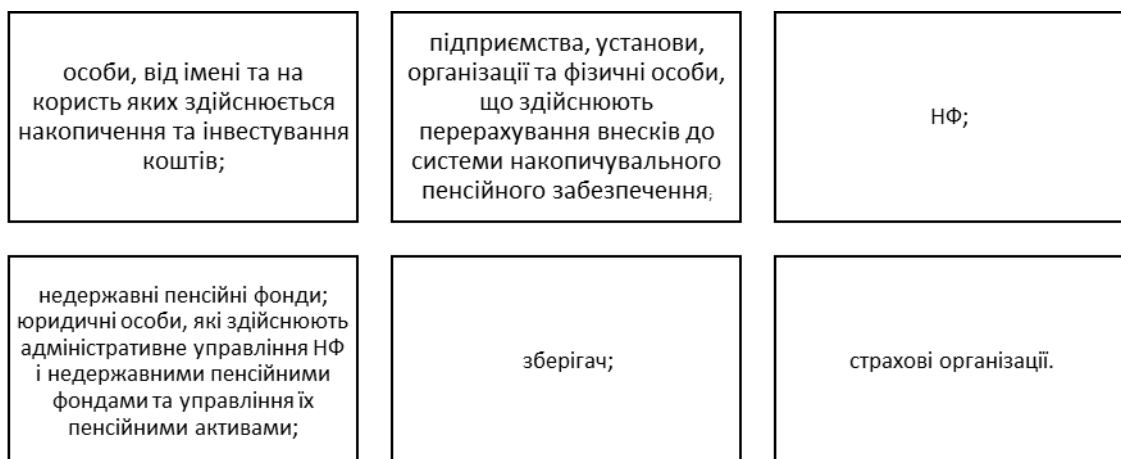 особи, від імені та на
користь яких здійснюється
накопичення та інвестування
коштів;
підприємства, установи,
організації та фізичні особи,
що здійснюють
перерахування внесків до
системи накопичувального
пенсійного забезпечення;
НФ;
недержавні пенсійні фонди;
юридичні особи, які здійснюють
адміністративне управління НФ
і недержавними пенсійними
фондами та управління їх
пенсійними активами;
зберігач;
страхові організації.